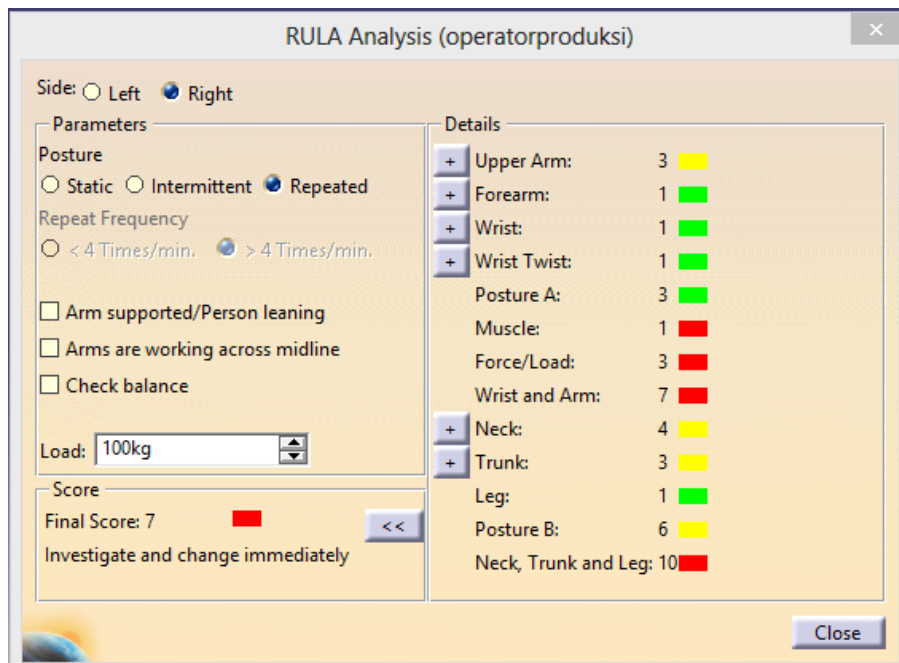 RULA Analysis (operatorproduksi)
Side: Left Right
Parameters
Posture
Static Intermittent Repeated
Repeat Frequency
< 4 Times/min. > 4 Times/min.
Arm supported/Person leaning
Arms are working across midline
Check balance
Load: 100kg
Score
Final Score: 7
<<
Investigate and change immediately
Details
+ Upper Arm: 3
+ Forearm: 1
+ Wrist: 1
+ Wrist Twist: 1
Posture A: 3
Muscle: 1
Force/Load: 3
Wrist and Arm: 7
+ Neck: 4
+ Trunk: 3
Leg: 1
Posture B: 6
Neck, Trunk and Leg: 10
Close